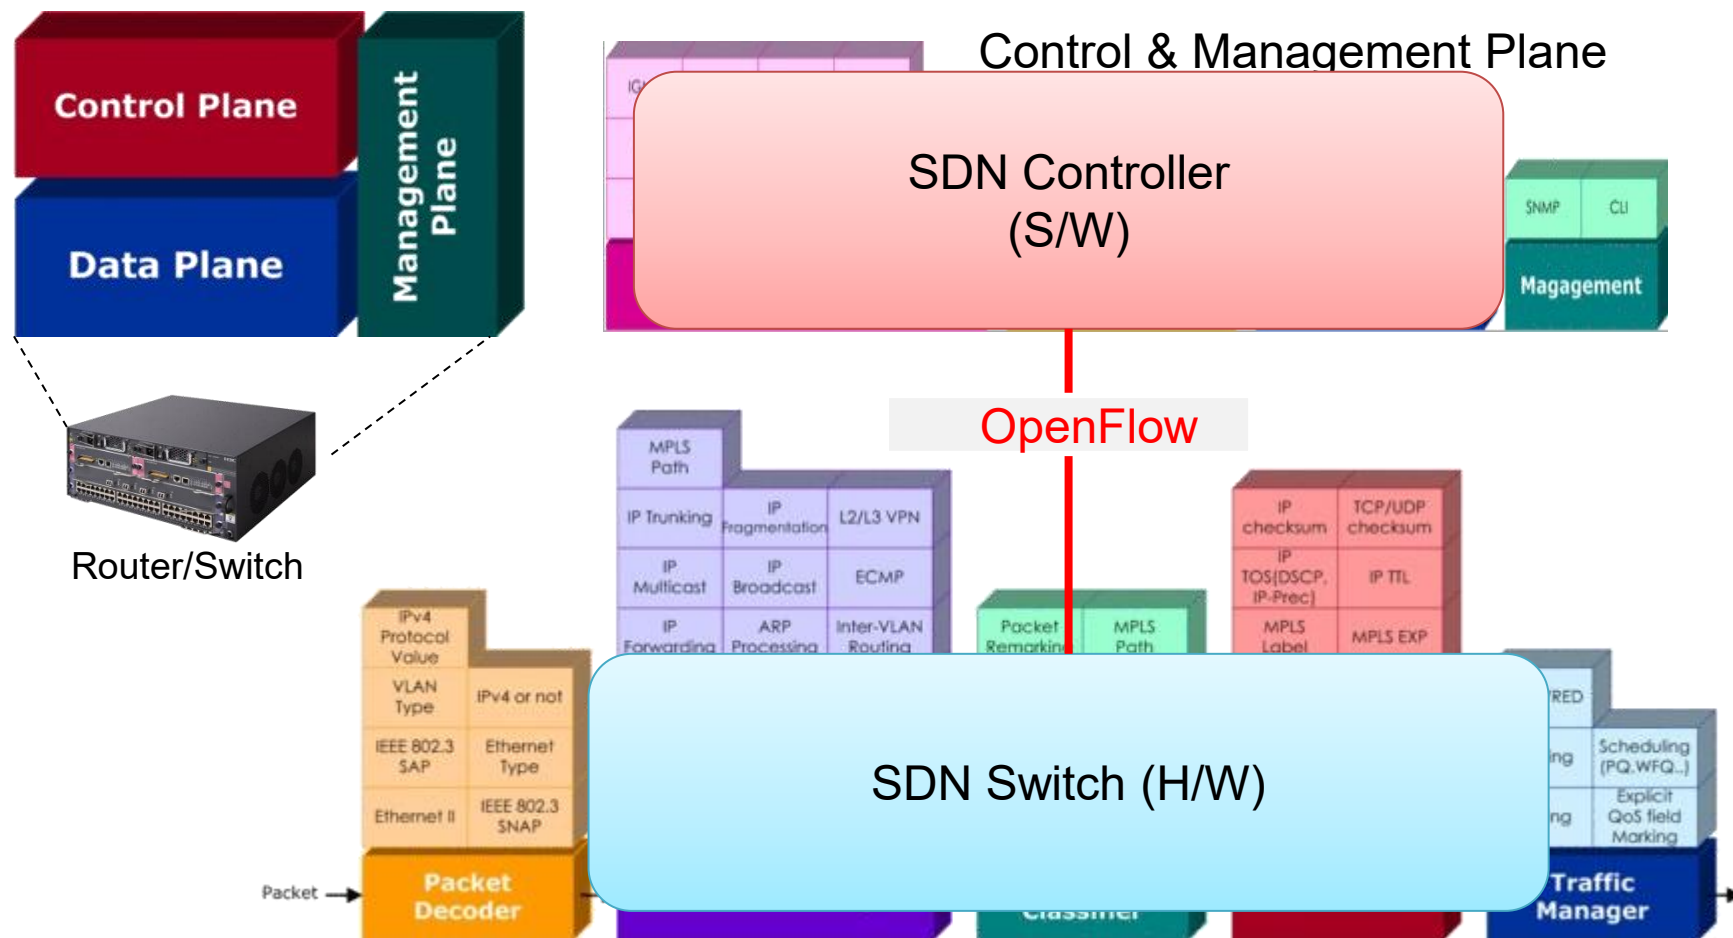 Control Plane
Data Plane
Management
Plane
Router/Switch
Control & Management Plane
SDN Controller
(S/W)
SNMP
CLI
Magagement
OpenFlow
MPLS
Path
IP Trunking
IP
Fragmentation
L2/L3 VPN
IP
Multicast
IP
Broadcast
ECMP
IP
Forwarding
ARP
Processing
Inter-VLAN
Routing
Packet
Remarking
MPLS
Path
IP
checksum
TCP/UDP
checksum
IP
TOS(DSCP,
IP-Prec)
IP TTL
MPLS
Label
MPLS EXP
IPv4
Protocol
Value
VLAN
Type
IPv4 or not
IEEE 802.3
SAP
Ethernet
Type
Ethernet II
IEEE 802.3
SNAP
SDN Switch (H/W)
Scheduling
(PQ,WFQ..)
Explicit
QoS field
Marking
Packet
Packet
Decoder
Classifier
Traffic
Manager